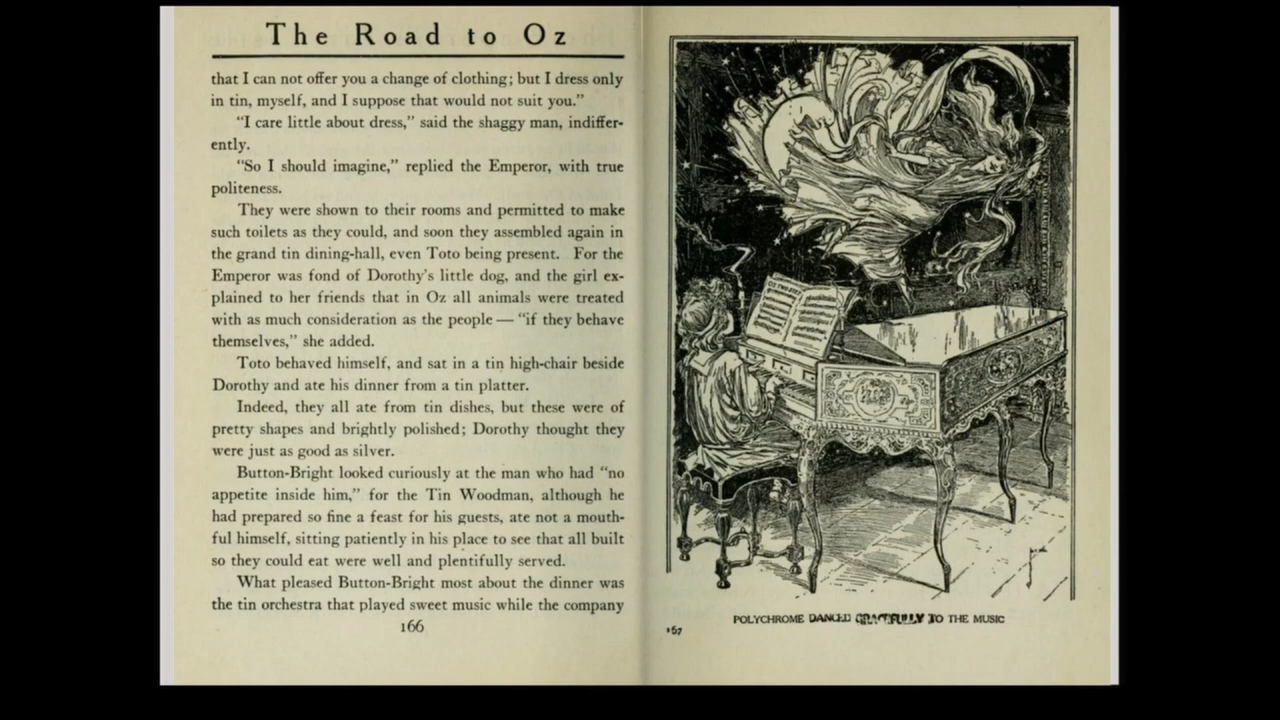 The Road to Oz
that I can not offer you a change of clothing; but I dress only
in tin, myself, and I suppose that would not suit you.”
“I care little about dress,” said the shaggy man, indiffer-
ently.
“So I should imagine,” replied the Emperor, with true
politeness.
They were shown to their rooms and permitted to make
such toilets as they could, and soon they assembled again in
the grand tin dining-hall, even Toto being present. For the
Emperor was fond of Dorothy’s little dog, and the girl ex-
plained to her friends that in Oz all animals were treated
with as much consideration as the people — “if they behave
themselves,” she added.
Toto behaved himself, and sat in a tin high-chair beside
Dorothy and ate his dinner from a tin platter.
Indeed, they all ate from tin dishes, but these were of
pretty shapes and brightly polished; Dorothy thought they
were just as good as silver.
Button-Bright looked curiously at the man who had “no
appetite inside him,” for the Tin Woodman, although he
had prepared so fine a feast for his guests, ate not a mouth-
ful himself, sitting patiently in his place to see that all built
so they could eat were well and plentifully served.
What pleased Button-Bright most about the dinner was
the tin orchestra that played sweet music while the company
166
POLYCHROME DANCED GRACEFULLY TO THE MUSIC
167